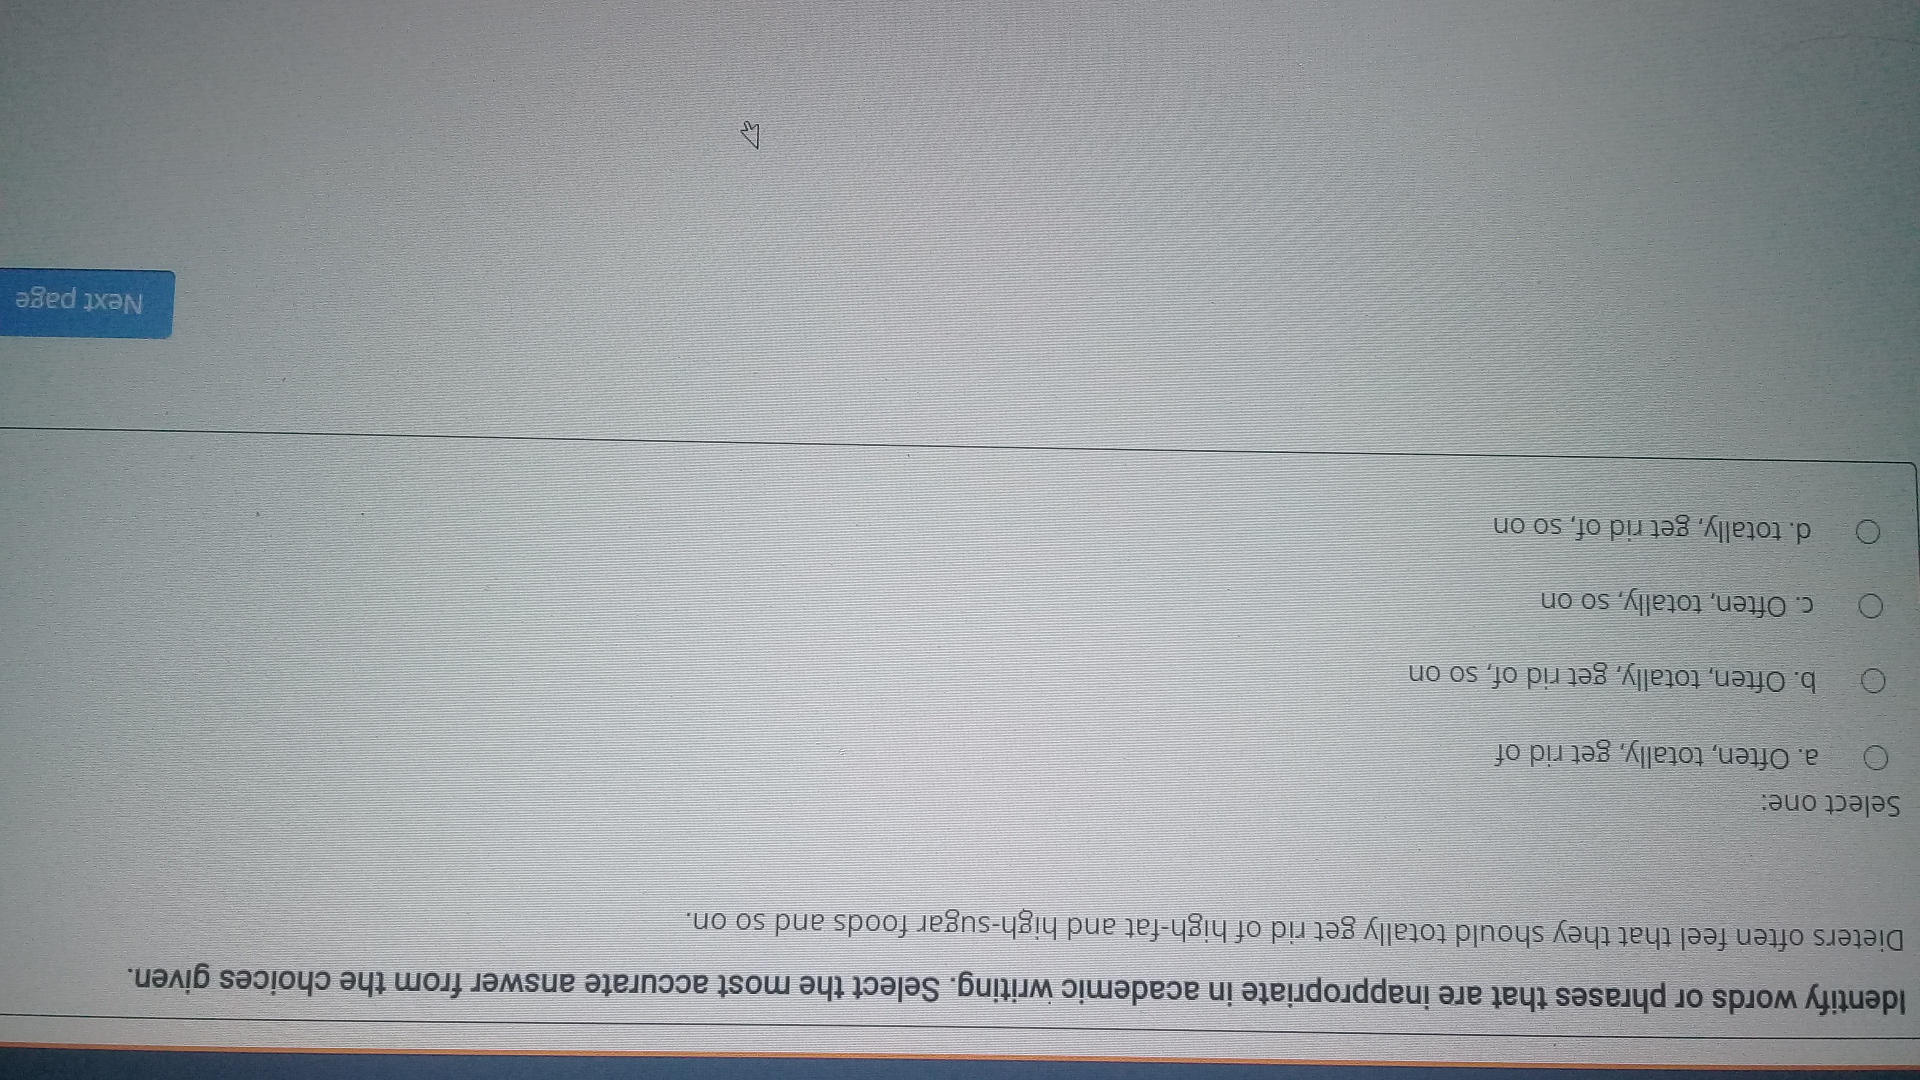 Identify words or phrases that are inappropriate in academic writing. Select the most accurate answer from the choices given.
Dieters often feel that they should totally get rid of high-fat and high-sugar foods and so on.
Select one:
a. Often, totally, get rid of
b. Often, totally, get rid of, so on
c. Often, totally, so on
d. totally, get rid of, so on
Next page